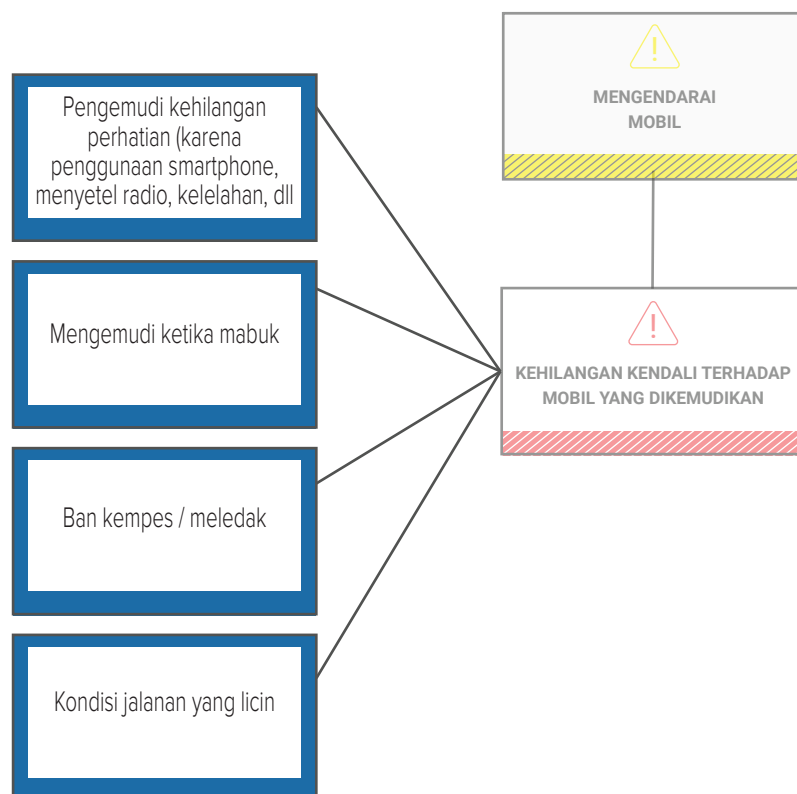 Pengemudi kehilangan
perhatian (karena
penggunaan smartphone,
menyetel radio, kelelahan, dll
Mengemudi ketika mabuk
Ban kempes / meledak
Kondisi jalanan yang licin
MENGENDARAI
MOBIL
KEHILANGAN KENDALI TERHADAP
MOBIL YANG DIKEMUDIKAN